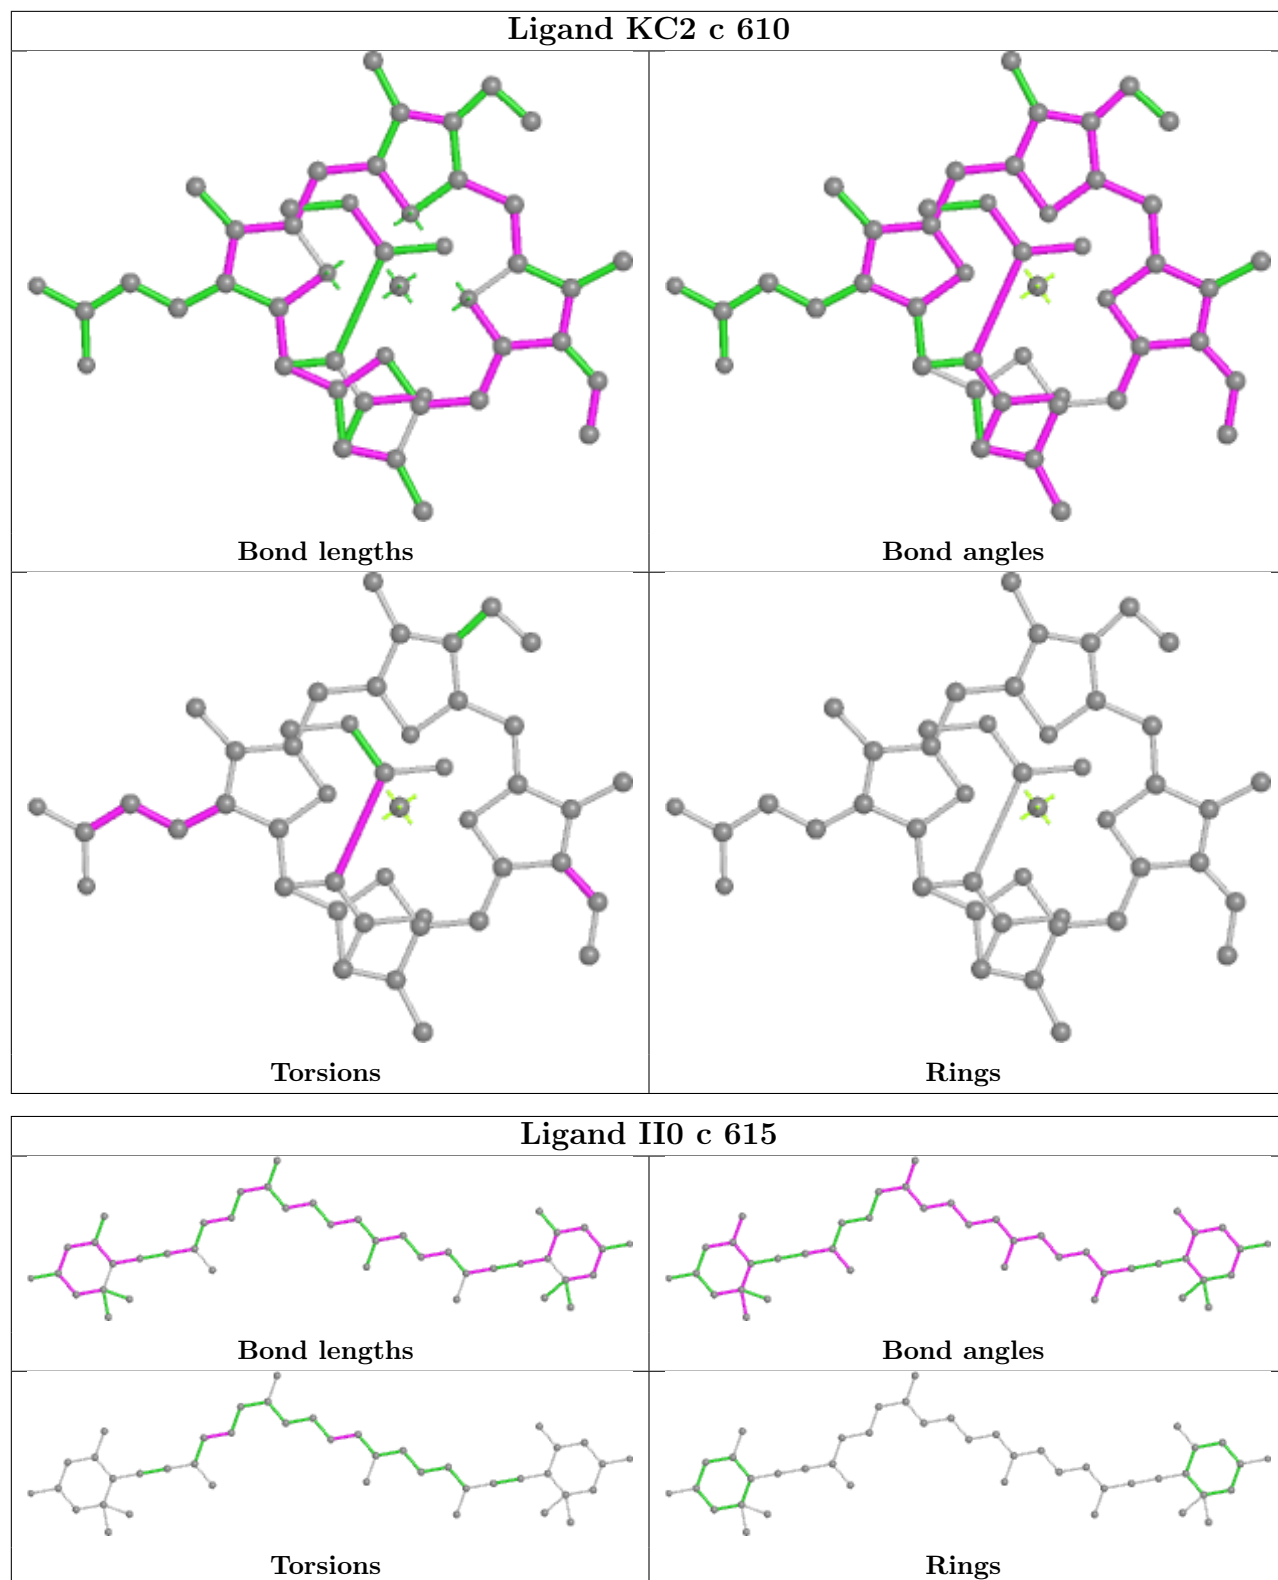 Ligand KC2 c 610
Bond lengths
Bond angles
Torsions
Rings
Ligand II0 c 615
Bond lengths
Bond angles
Torsions
Rings